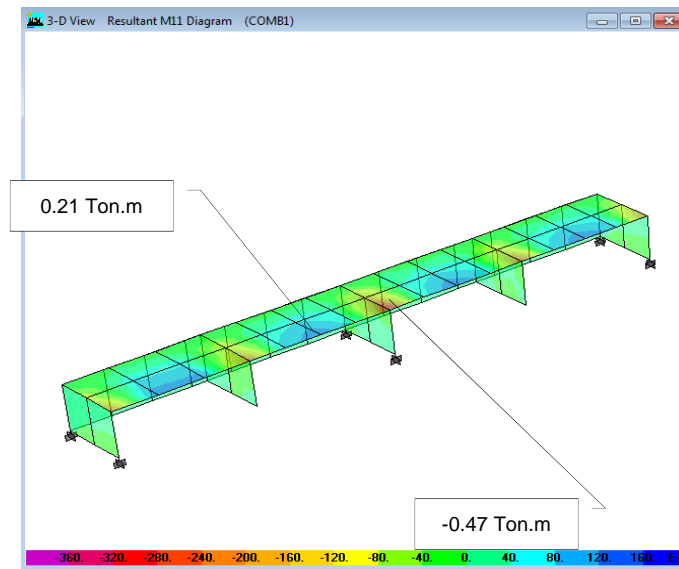 3-D View Resultant M11 Diagram (COMB1)
0.21 Ton.m
-0.47 Ton.m
-360. -320. -280. -240. -200. -160. -120. -80. -40. 0. 40. 80. 120. 160.